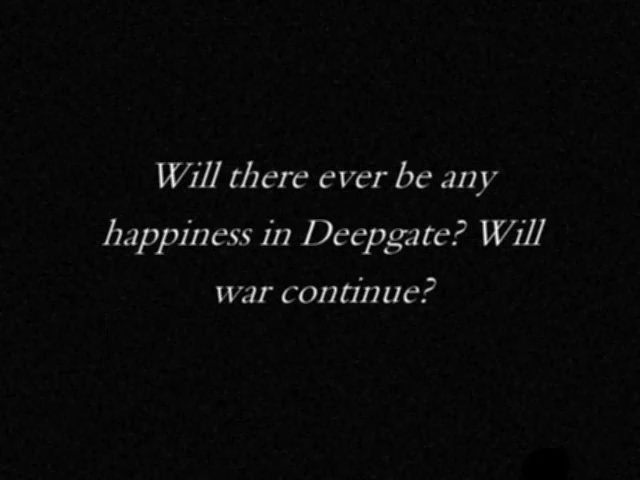 Will there ever be any
happiness in Deepgate? Will
war continue?